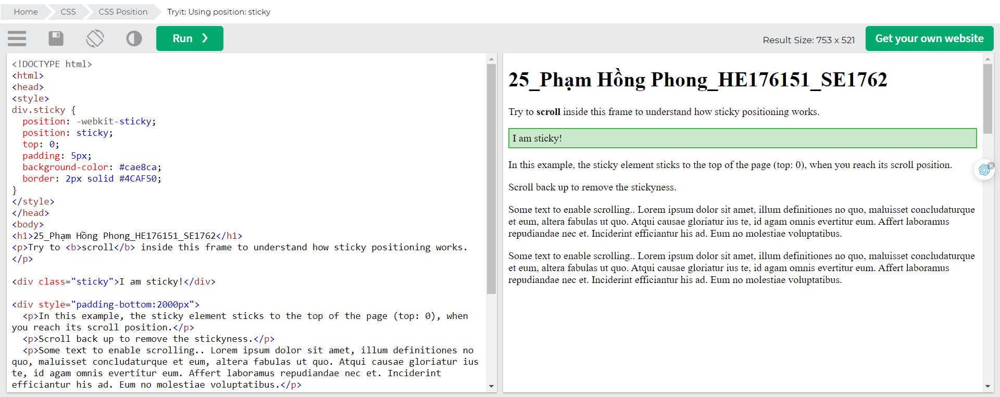 Home CSS CSS Position Tryit: Using position: sticky
Run ❯ Result Size: 753 x 521 Get your own website
<!DOCTYPE html>
<html>
<head>
<style>
div.sticky {
  position: -webkit-sticky;
  position: sticky;
  top: 0;
  padding: 5px;
  background-color: #cae8ca;
  border: 2px solid #4CAF50;
}
</style>
</head>
<body>
<h1>25_Phạm Hồng Phong_HE176151_SE1762</h1>
<p>Try to <b>scroll</b> inside this frame to understand how sticky positioning works.
</p>
<div class="sticky">I am sticky!</div>
<div style="padding-bottom:2000px">
  <p>In this example, the sticky element sticks to the top of the page (top: 0), when
you reach its scroll position.</p>
  <p>Scroll back up to remove the stickyness.</p>
  <p>Some text to enable scrolling.. Lorem ipsum dolor sit amet, illum definitiones no
quo, maluisset concludaturque et eum, altera fabulas ut quo. Atqui causae gloriatur ius
te, id agam omnis evertitur eum. Affert laboramus repudiandae nec et. Inciderint
efficiantur his ad. Eum no molestiae voluptatibus.</p>
25_Phạm Hồng Phong_HE176151_SE1762
Try to scroll inside this frame to understand how sticky positioning works.
I am sticky!
In this example, the sticky element sticks to the top of the page (top: 0), when you reach its scroll position.
Scroll back up to remove the stickyness.
Some text to enable scrolling.. Lorem ipsum dolor sit amet, illum definitiones no quo, maluisset concludaturque
et eum, altera fabulas ut quo. Atqui causae gloriatur ius te, id agam omnis evertitur eum. Affert laboramus
repudiandae nec et. Inciderint efficiantur his ad. Eum no molestiae voluptatibus.
Some text to enable scrolling.. Lorem ipsum dolor sit amet, illum definitiones no quo, maluisset concludaturque
et eum, altera fabulas ut quo. Atqui causae gloriatur ius te, id agam omnis evertitur eum. Affert laboramus
repudiandae nec et. Inciderint efficiantur his ad. Eum no molestiae voluptatibus.